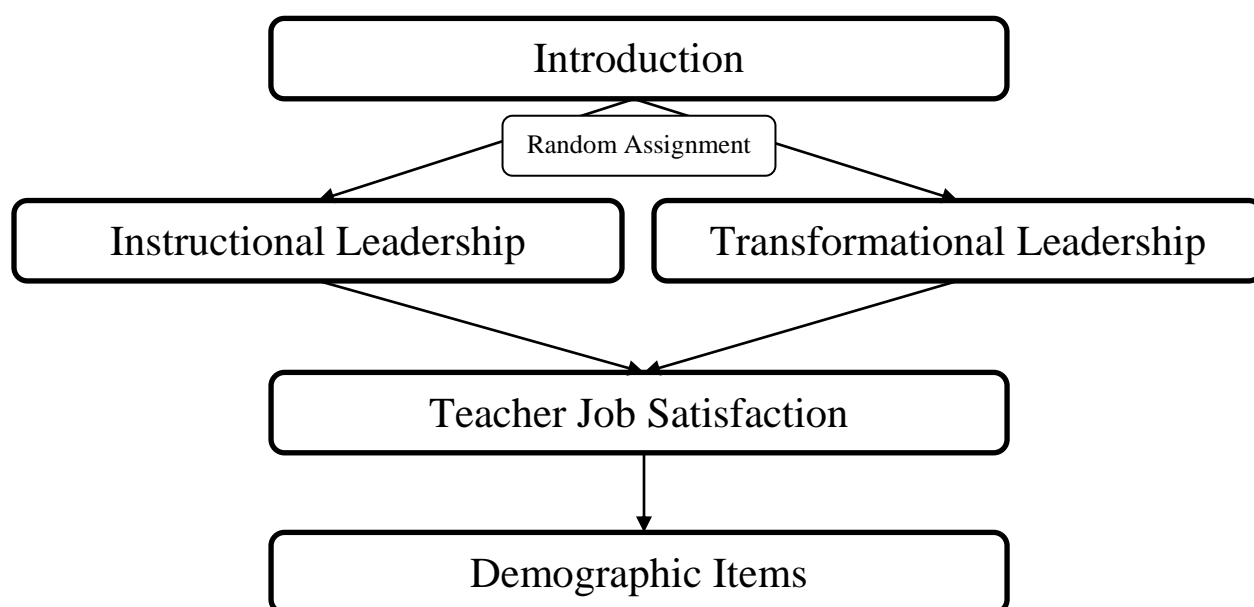 Introduction
Random Assignment
Instructional Leadership
Transformational Leadership
Teacher Job Satisfaction
Demographic Items